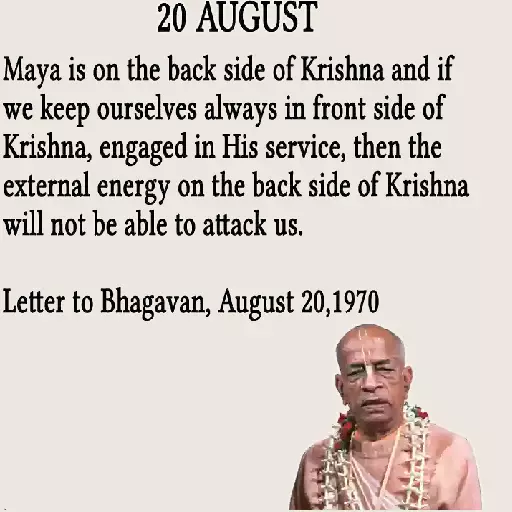 20 AUGUST
Maya is on the back side of Krishna and if
we keep ourselves always in front side of
Krishna, engaged in His service, then the
external energy on the back side of Krishna
will not be able to attack us.
Letter to Bhagavan, August 20,1970